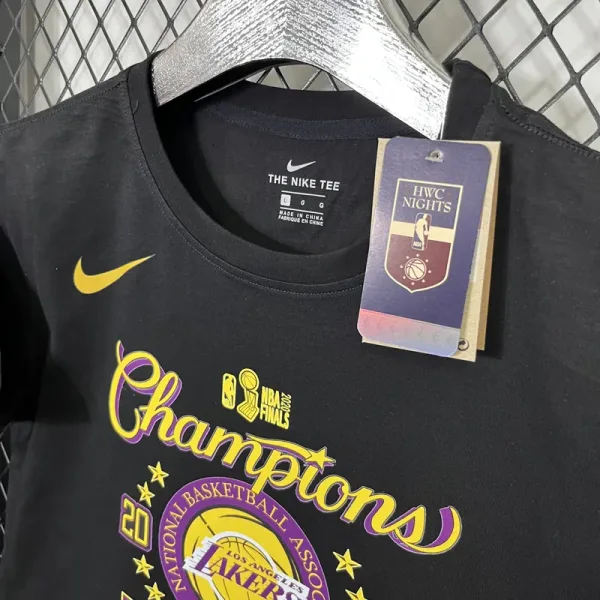 THE NIKE TEE
L G G
MADE IN CHINA
FABRIQUÉ EN CHINE
HWC
NIGHTS
NBA
NBA
FINALS
2020
Champions
20
NATIONAL BASKETBALL ASSOC
LOS ANGELES
LAKERS